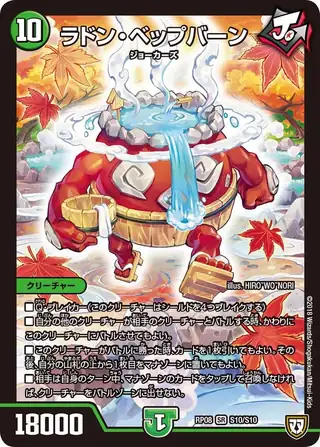 10
ラドン・ベップバーン
ジョーカーズ
J
illus. HIRO'WO'NORI
クリーチャー
■Q・ブレイカー(このクリーチャーはシールドを4つブレイクする)
■自分の他のクリーチャーが相手のクリーチャーとバトルする時、かわりに
このクリーチャーがバトルしてもよい。
■このクリーチャーがバトルに勝った時、カードを1枚引いてもよい。その
後、自分の山札の上から1枚目をマナゾーンに置いてもよい。
■相手は自身のターン中、マナゾーンのカードをタップして召喚しなけれ
ば、クリーチャーをバトルゾーンに出せない。
18000
RP08 SR S10/S10
©2018 Wizards/Shogakukan/Mitsui-Kids